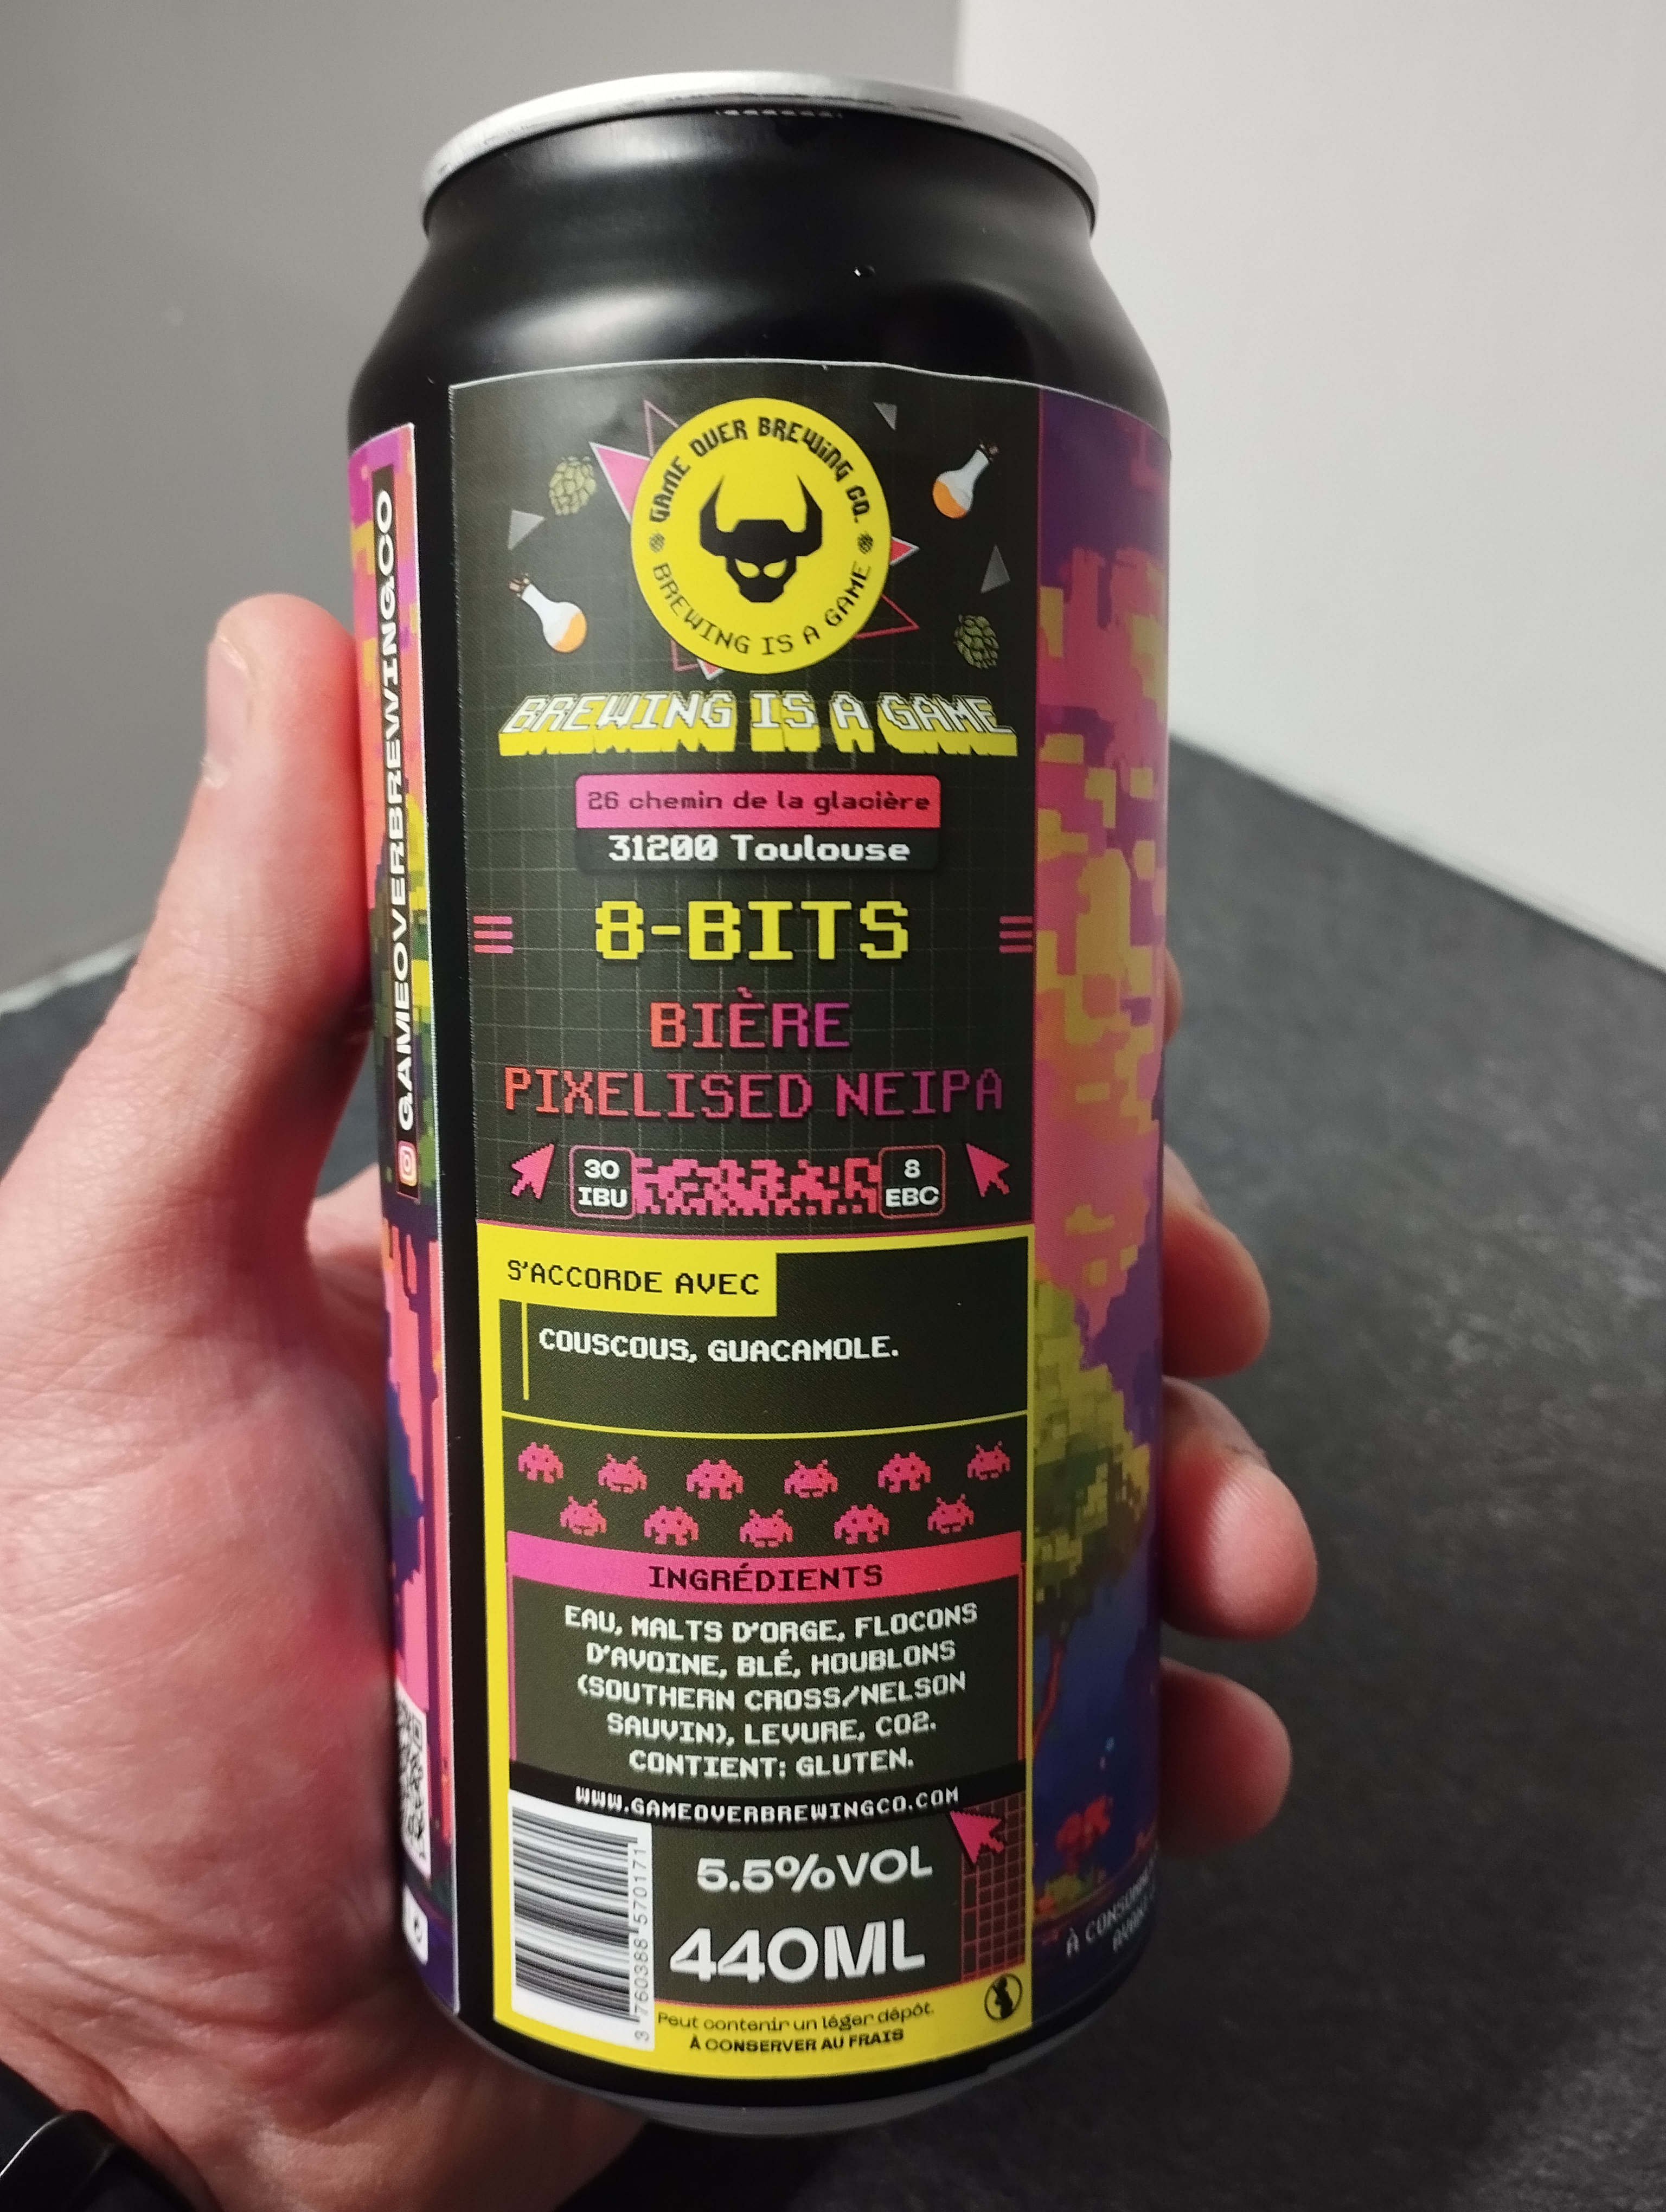 GAME OVER BREWING CO.
BREWING IS A GAME
BREWING IS A GAME
26 chemin de la glacière
31200 Toulouse
8-BITS
BIÈRE
PIXELISED NEIPA
30
IBU
8
EBC
S'ACCORDE AVEC
COUSCOUS, GUACAMOLE.
INGRÉDIENTS
EAU, MALTS D'ORGE, FLOCONS
D'AVOINE, BLÉ, HOUBLONS
(SOUTHERN CROSS/NELSON
SAUVIN), LEVURE, CO2.
CONTIENT: GLUTEN.
WWW.GAMEOVERBREWINGCO.COM
5.5%VOL
440ML
3 760388 570171
Peut contenir un léger dépôt.
À CONSERVER AU FRAIS
GAMEOVERBREWINGCO